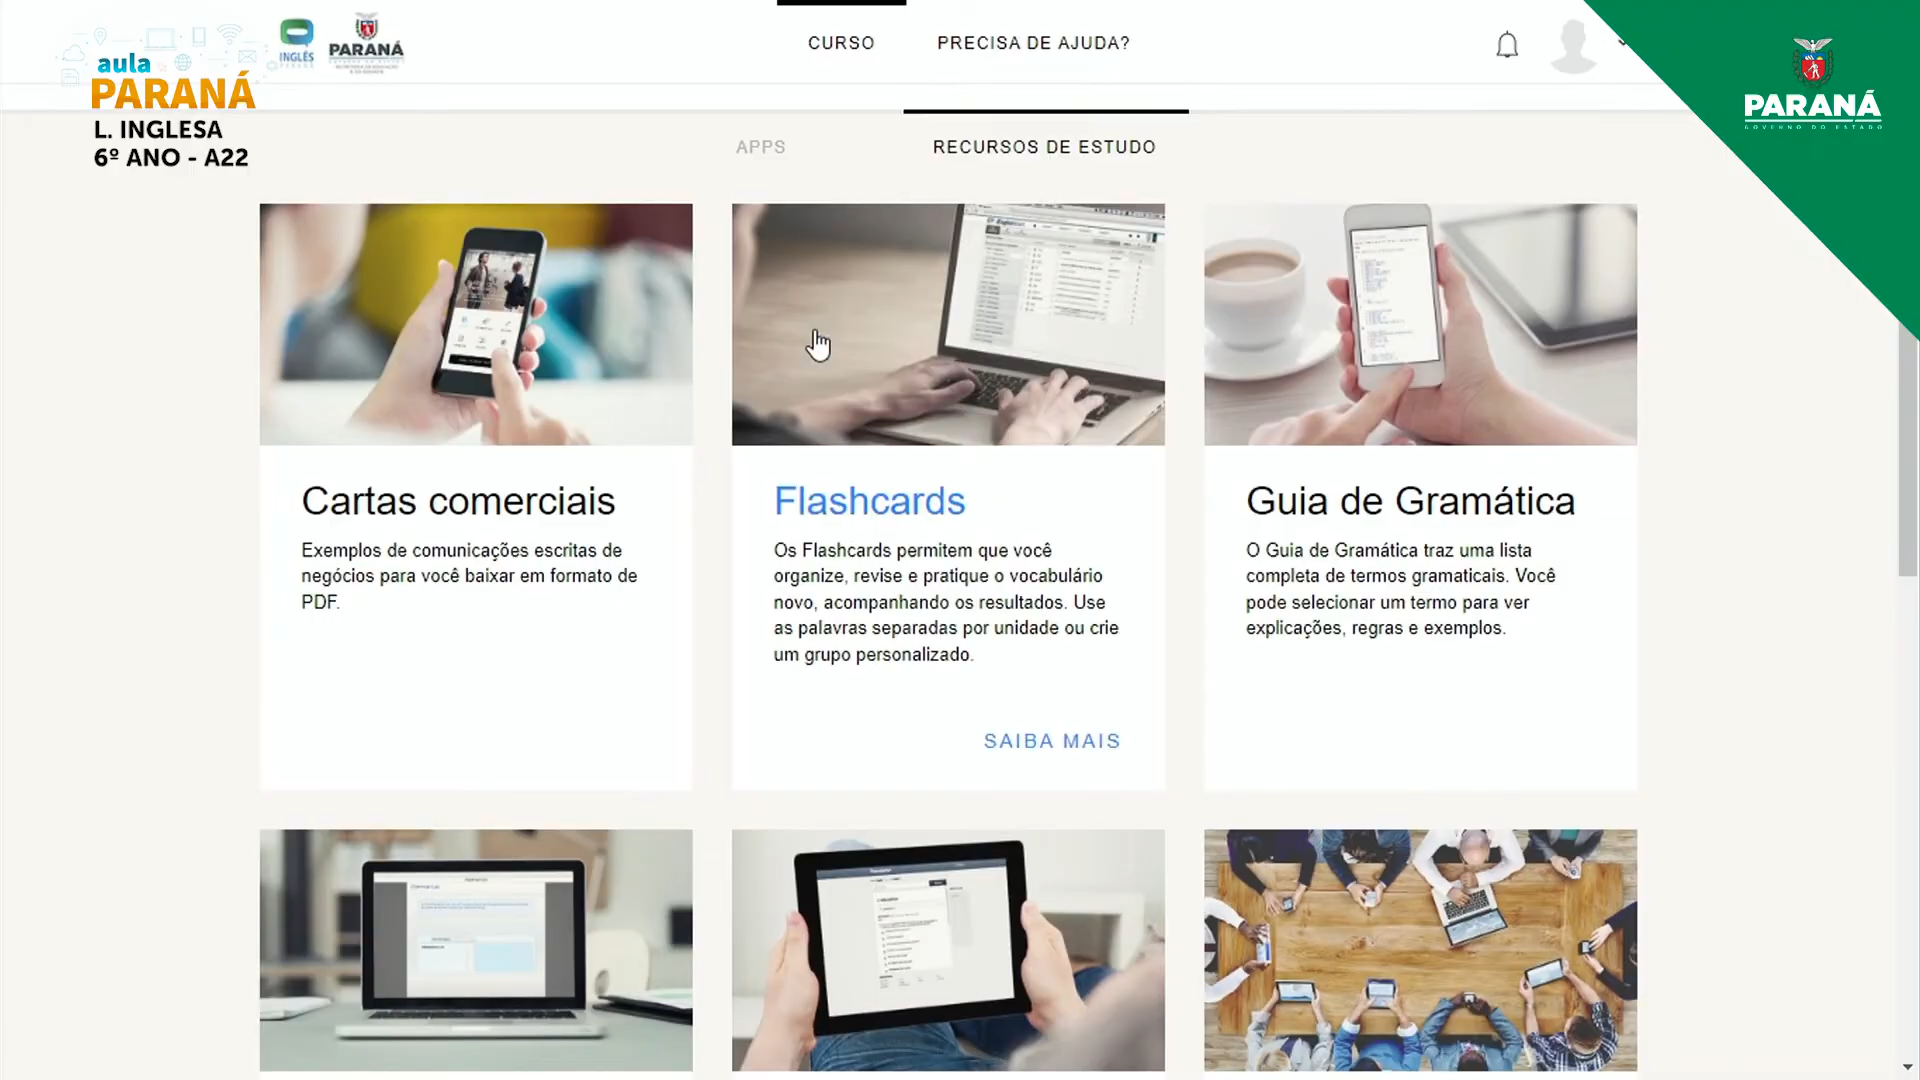 aula
PARANÁ
L. INGLESA
6º ANO - A22
INGLÊS
PARANÁ
CURSO
PRECISA DE AJUDA?
PARANÁ
GOVERNO DO ESTADO
APPS
RECURSOS DE ESTUDO
Cartas comerciais
Exemplos de comunicações escritas de
negócios para você baixar em formato de
PDF.
Flashcards
Os Flashcards permitem que você
organize, revise e pratique o vocabulário
novo, acompanhando os resultados. Use
as palavras separadas por unidade ou crie
um grupo personalizado.
SAIBA MAIS
Guia de Gramática
O Guia de Gramática traz uma lista
completa de termos gramaticais. Você
pode selecionar um termo para ver
explicações, regras e exemplos.